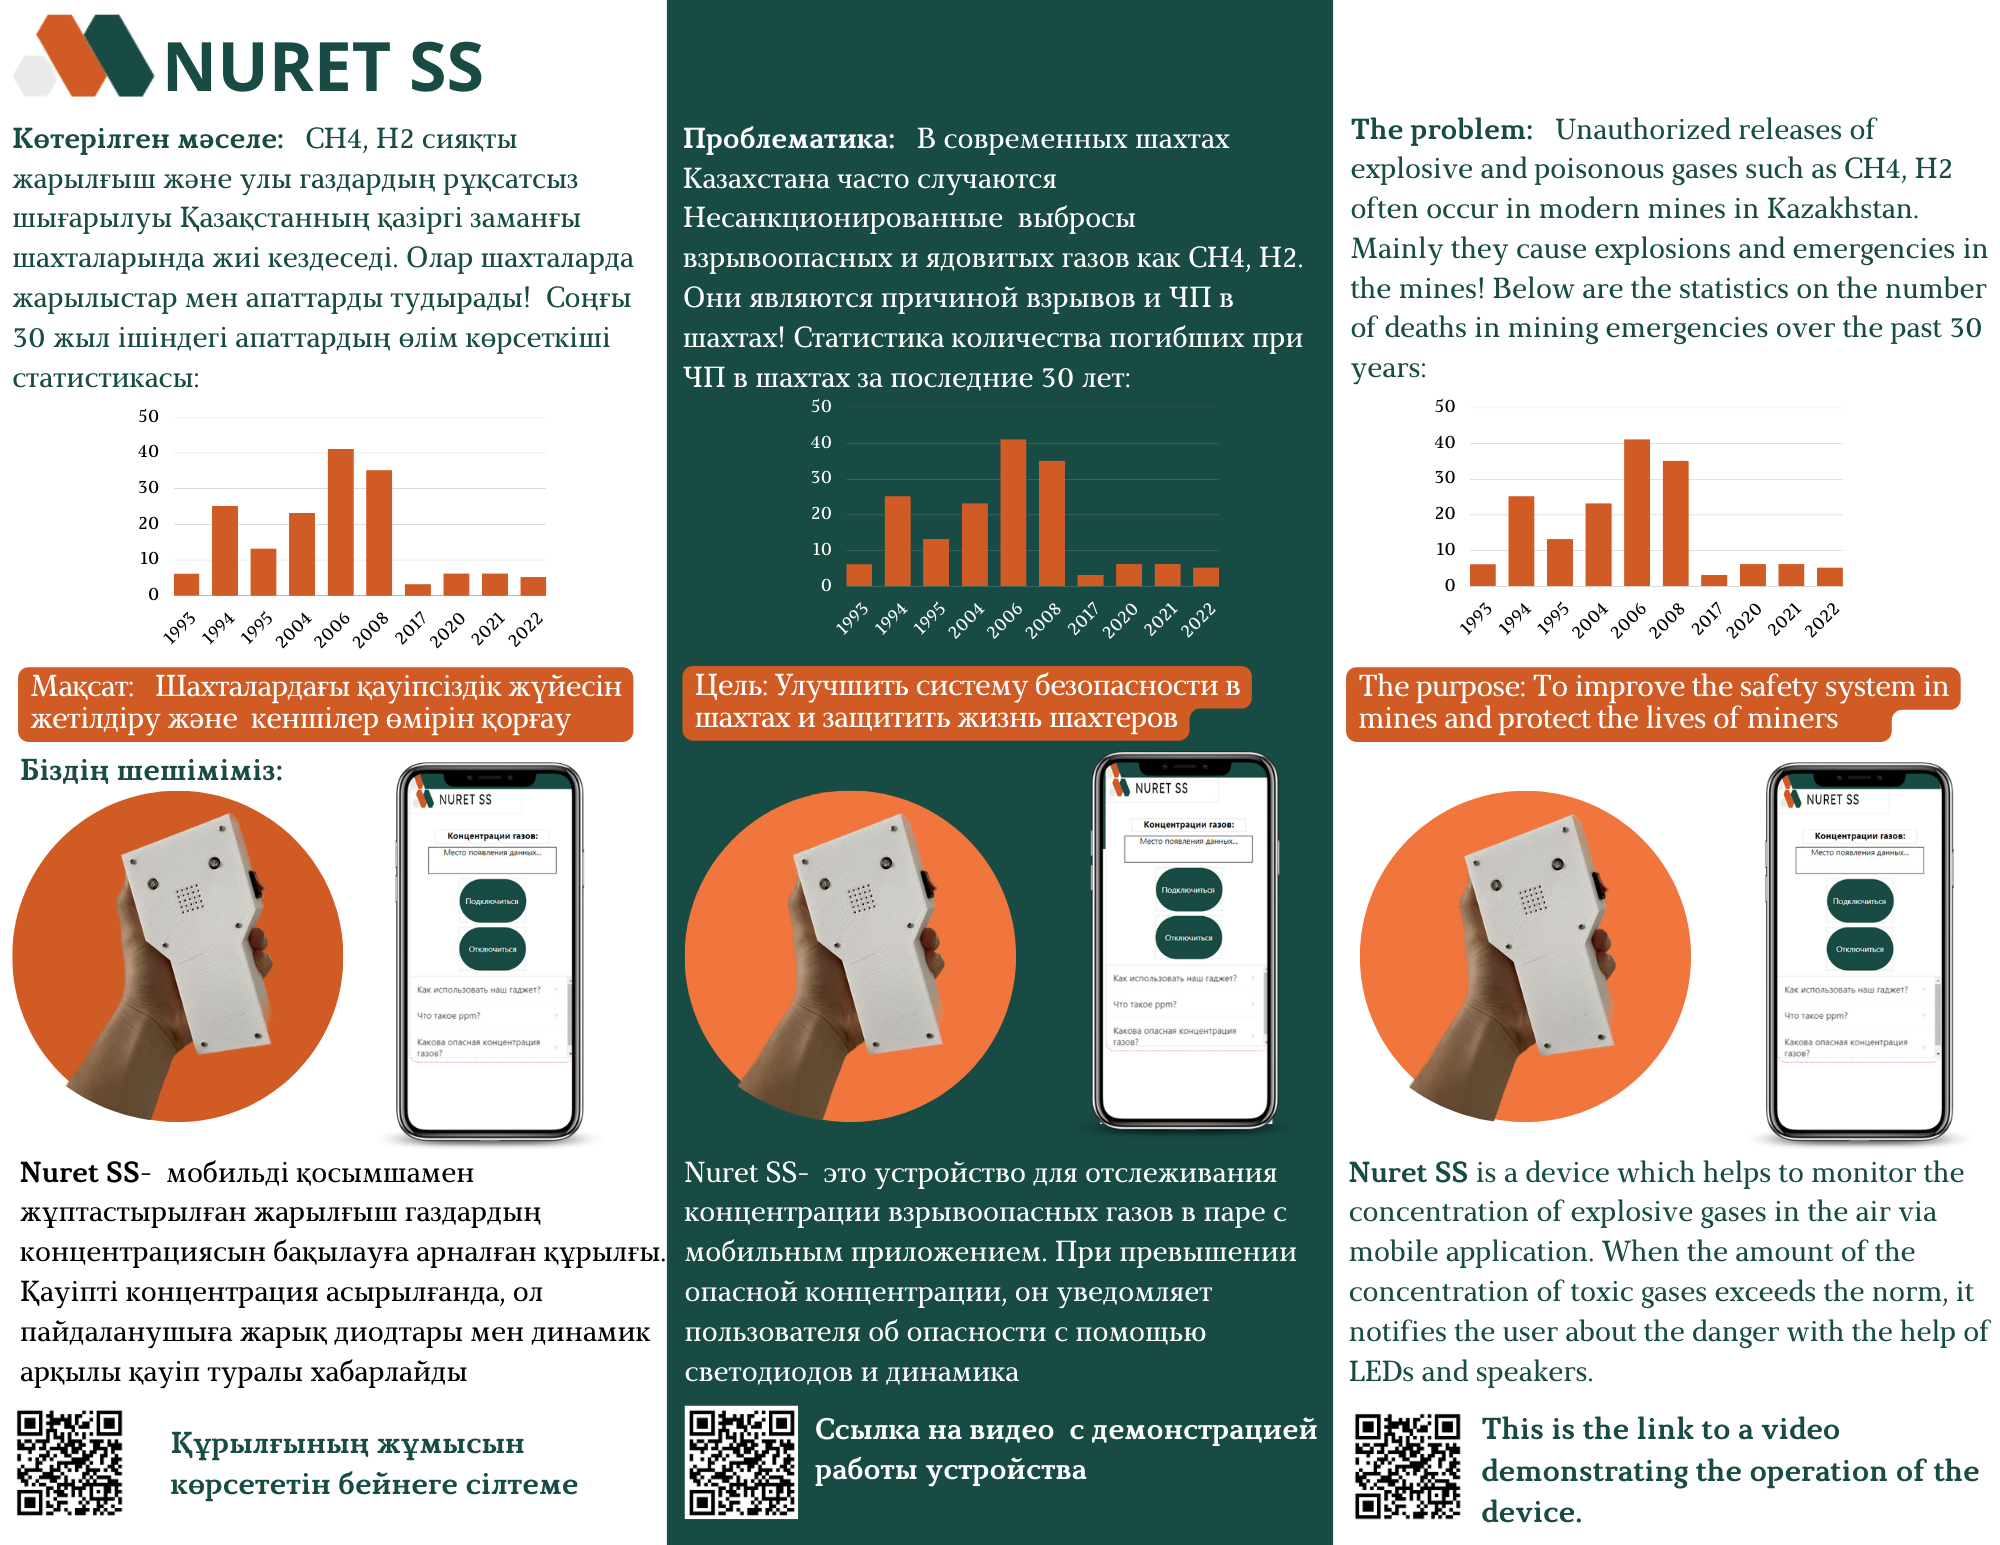 NURET SS
Көтерілген мәселе: CH4, H2 сияқты
жарылғыш және улы газдардың рұқсатсыз
шығарылуы Қазақстанның қазіргі заманғы
шахталарында жиі кездеседі. Олар шахталарда
жарылыстар мен апаттарды тудырады! Соңғы
30 жыл ішіндегі апаттардың өлім көрсеткіші
статистикасы:
50
40
30
20
10
0
1993 1994 1995 2004 2006 2008 2017 2020 2021 2022
Мақсат: Шахталардағы қауіпсіздік жүйесін
жетілдіру және кеншілер өмірін қорғау
Біздің шешіміміз:
NURET SS
Концентрации газов:
Место появления данных...
Подключиться
Отключиться
Как использовать наш гаджет?
Что такое ppm?
Какова опасная концентрация
газов?
Nuret SS- мобильді қосымшамен
жұптастырылған жарылғыш газдардың
концентрациясын бақылауға арналған құрылғы.
Қауіпті концентрация асырылғанда, ол
пайдаланушыға жарық диодтары мен динамик
арқылы қауіп туралы хабарлайды
Құрылғының жұмысын
көрсететін бейнеге сілтеме
Проблематика: В современных шахтах
Казахстана часто случаются
Несанкционированные выбросы
взрывоопасных и ядовитых газов как CH4, H2.
Они являются причиной взрывов и ЧП в
шахтах! Статистика количества погибших при
ЧП в шахтах за последние 30 лет:
50
40
30
20
10
0
1993 1994 1995 2004 2006 2008 2017 2020 2021 2022
Цель: Улучшить систему безопасности в
шахтах и защитить жизнь шахтеров
NURET SS
Концентрации газов:
Место появления данных...
Подключиться
Отключиться
Как использовать наш гаджет?
Что такое ppm?
Какова опасная концентрация
газов?
Nuret SS- это устройство для отслеживания
концентрации взрывоопасных газов в паре с
мобильным приложением. При превышении
опасной концентрации, он уведомляет
пользователя об опасности с помощью
светодиодов и динамика
Ссылка на видео с демонстрацией
работы устройства
The problem: Unauthorized releases of
explosive and poisonous gases such as CH4, H2
often occur in modern mines in Kazakhstan.
Mainly they cause explosions and emergencies in
the mines! Below are the statistics on the number
of deaths in mining emergencies over the past 30
years:
50
40
30
20
10
0
1993 1994 1995 2004 2006 2008 2017 2020 2021 2022
The purpose: To improve the safety system in
mines and protect the lives of miners
NURET SS
Концентрации газов:
Место появления данных...
Подключиться
Отключиться
Как использовать наш гаджет?
Что такое ppm?
Какова опасная концентрация
газов?
Nuret SS is a device which helps to monitor the
concentration of explosive gases in the air via
mobile application. When the amount of the
concentration of toxic gases exceeds the norm, it
notifies the user about the danger with the help of
LEDs and speakers.
This is the link to a video
demonstrating the operation of the
device.